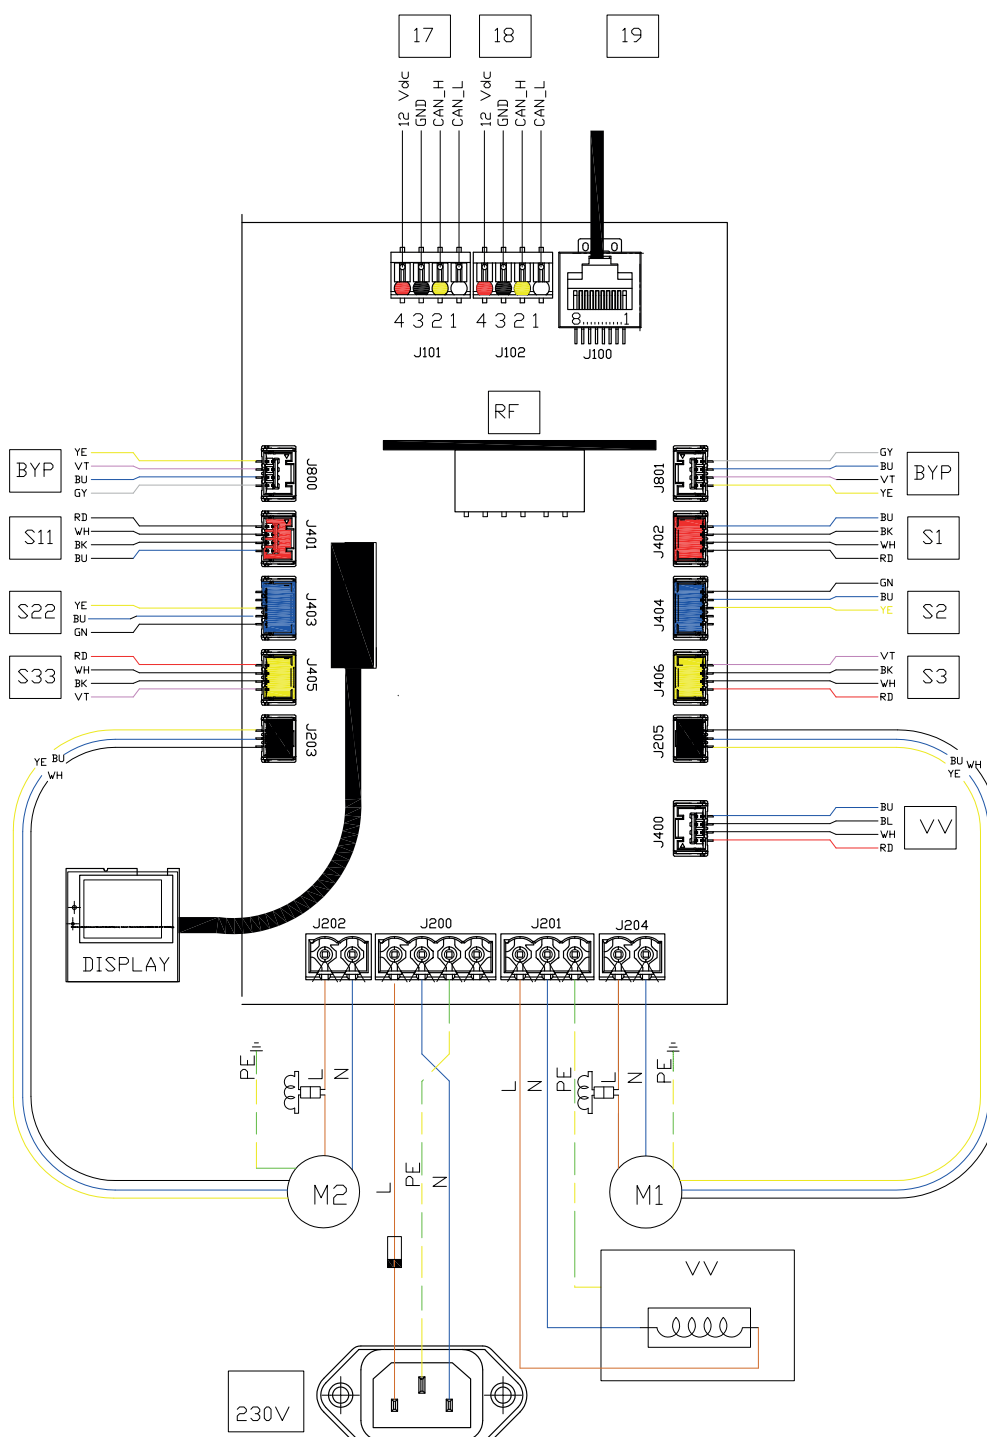 17 18 19
12 Vdc
GND
CAN_H
CAN_L
12 Vdc
GND
CAN_H
CAN_L
4 3 2 1 4 3 2 1 8 1
J101 J102 J100
RF
BYP
YE
VT
BU
GY
J800
J801
GY
BU
VT
YE
BYP
S11
RD
WH
BK
BU
J401
J402
BU
BK
WH
RD
S1
S22
YE
BU
GN
J403
J404
GN
BU
YE
S2
S33
RD
WH
BK
VT
J405
J406
VT
BK
WH
RD
S3
J203
J205
YE BU
WH
BU WH
YE
J400
BU
BL
WH
RD
VV
DISPLAY
J202 J200 J201 J204
PE
L
N
L
N
PE
L
N
PE
M2
L
PE
N
M1
VV
230V